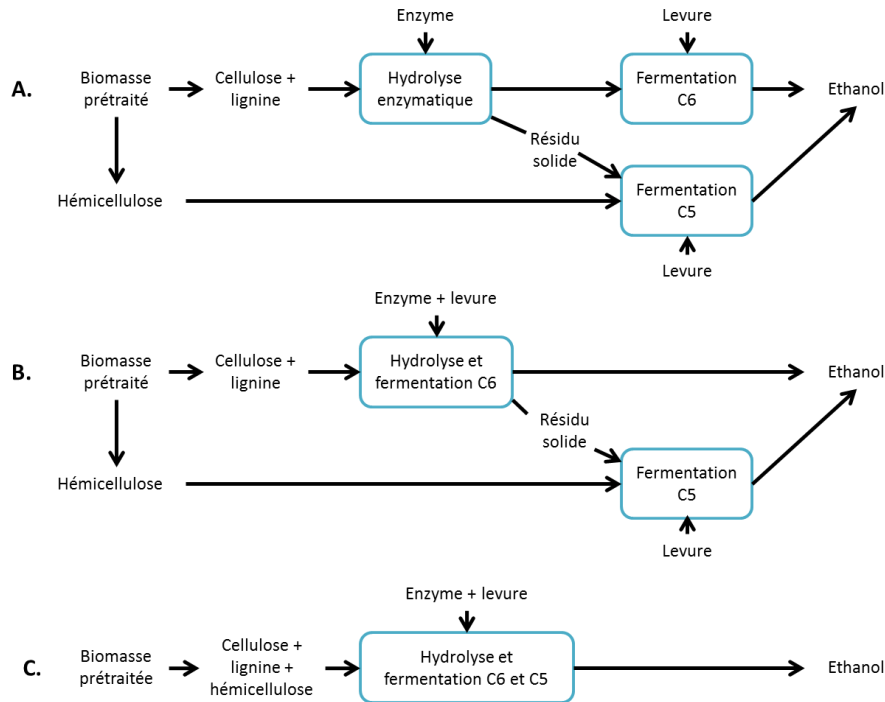 Enzyme
Levure
A.
Biomasse
prétraité
Cellulose +
lignine
Hydrolyse
enzymatique
Fermentation
C6
Ethanol
Résidu
solide
Hémicellulose
Fermentation
C5
Levure
Enzyme + levure
B.
Biomasse
prétraité
Cellulose +
lignine
Hydrolyse et
fermentation C6
Ethanol
Résidu
solide
Hémicellulose
Fermentation
C5
Levure
Enzyme + levure
C.
Biomasse
prétraitée
Cellulose +
lignine +
hémicellulose
Hydrolyse et
fermentation C6 et C5
Ethanol